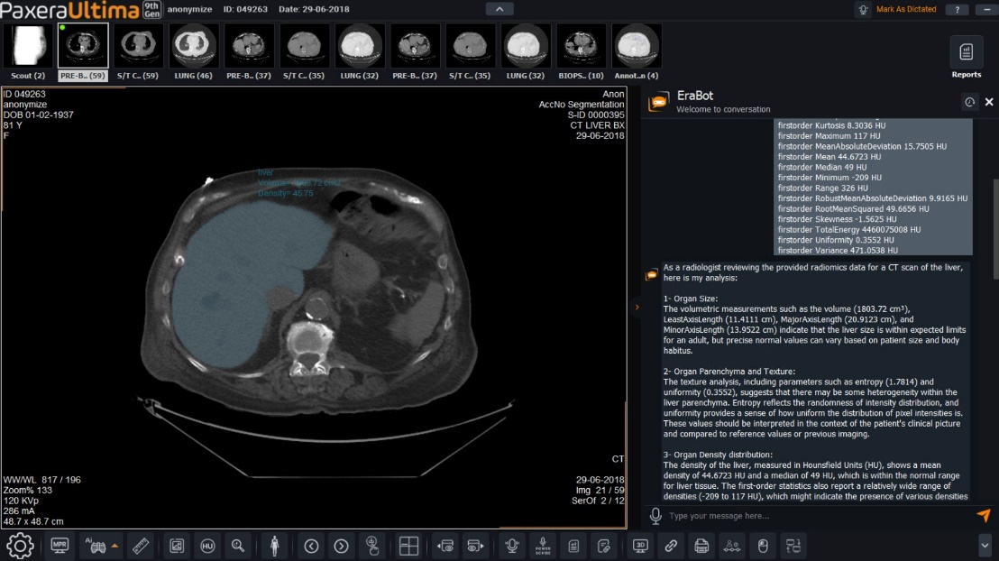 PaxeraUltima 9th Gen anonymize ID: 049263 Date: 29-06-2018 Mark As Dictated ?
Scout (2) PRE-B.. (59) S/T C.. (59) LUNG (46) PRE-B.. (37) S/T C.. (35) LUNG (32) PRE-B.. (37) S/T C.. (35) LUNG (32) BIOPS.. (10) Annot..n (4)
Reports
ID 049263
anonymize
DOB 01-02-1937
81 Y
F
Anon
AccNo Segmentation
S-ID 0000395
CT LIVER BX
29-06-2018
liver
Volume=
Density= 45.75
CT
WW/WL 817 / 196
Zoom% 133
120 KVp
286 mA
48.7 x 48.7 cm
29-06-2018
Img 21 / 59
SerOf 2 / 12
EraBot
Welcome to conversation
firstorder Kurtosis 8.3036 HU
firstorder Maximum 117 HU
firstorder MeanAbsoluteDeviation 15.7505 HU
firstorder Mean 44.6723 HU
firstorder Median 49 HU
firstorder Minimum -209 HU
firstorder Range 326 HU
firstorder RobustMeanAbsoluteDeviation 9.9165 HU
firstorder RootMeanSquared 49.6656 HU
firstorder Skewness -1.5625 HU
firstorder TotalEnergy 4460075008 HU
firstorder Uniformity 0.3552 HU
firstorder Variance 471.0538 HU
As a radiologist reviewing the provided radiomics data for a CT scan of the liver,
here is my analysis:
1- Organ Size:
The volumetric measurements such as the volume (1803.72 cm³),
LeastAxisLength (11.4111 cm), MajorAxisLength (20.9123 cm), and
MinorAxisLength (13.9522 cm) indicate that the liver size is within expected limits
for an adult, but precise normal values can vary based on patient size and body
habitus.
2- Organ Parenchyma and Texture:
The texture analysis, including parameters such as entropy (1.7814) and
uniformity (0.3552), suggests that there may be some heterogeneity within the
liver parenchyma. Entropy reflects the randomness of intensity distribution, and
uniformity provides a sense of how uniform the distribution of pixel intensities is.
These values should be interpreted in the context of the patient's clinical picture
and compared to reference values or previous imaging.
3- Organ Density distribution:
The density of the liver, measured in Hounsfield Units (HU), shows a mean
density of 44.6723 HU and a median of 49 HU, which is within the normal range
for liver tissue. The first-order statistics also report a relatively wide range of
densities (-209 to 117 HU), which might indicate the presence of various densities
Type your message here...
MPR Ai HU POWER SCRIBE 3D